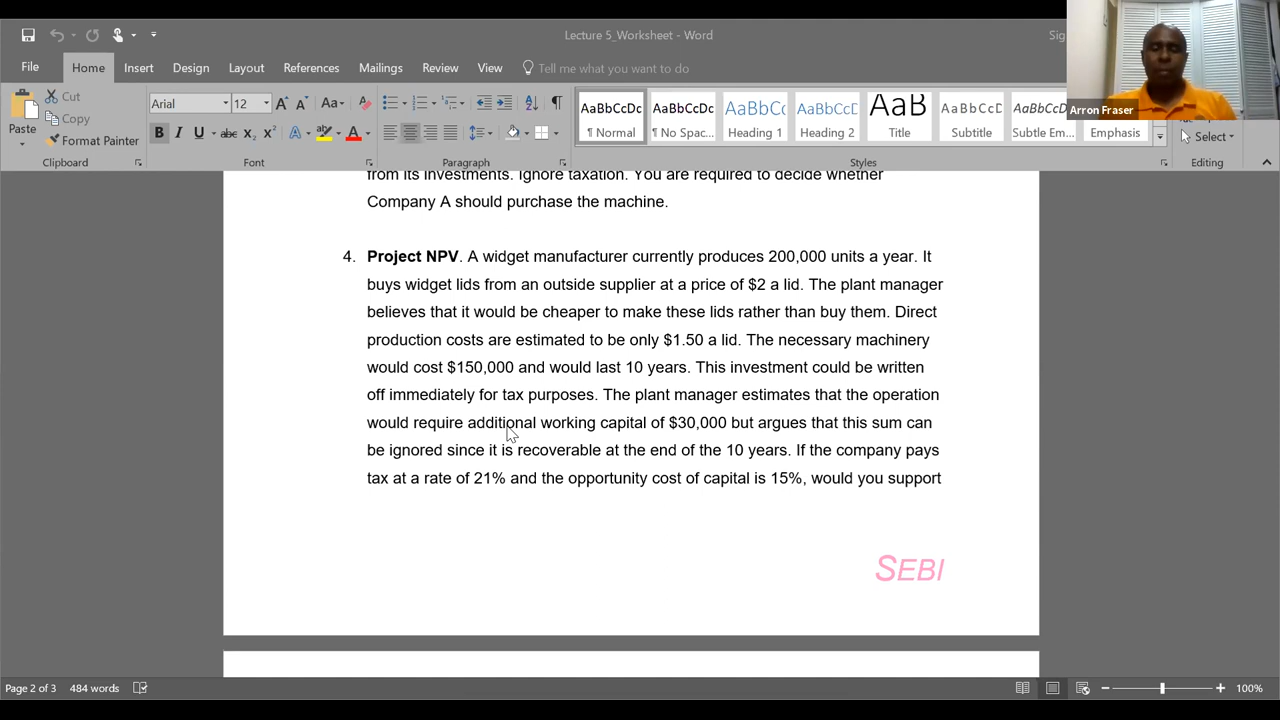 Lecture 5_Worksheet - Word
Sig
File Home Insert Design Layout References Mailings Review View Tell me what you want to do
Arron Fraser
Paste
Cut
Copy
Format Painter
Clipboard
Arial 12
Font
Paragraph
AaBbCcDc AaBbCcDc AaBbC AaBbCcC AaB AaBbCcD AaBbCcD AaBbC
¶ Normal ¶ No Spac... Heading 1 Heading 2 Title Subtitle Subtle Em... Emphasis
Styles
Select
Editing
from its investments. Ignore taxation. You are required to decide whether
Company A should purchase the machine.
4. Project NPV. A widget manufacturer currently produces 200,000 units a year. It
buys widget lids from an outside supplier at a price of $2 a lid. The plant manager
believes that it would be cheaper to make these lids rather than buy them. Direct
production costs are estimated to be only $1.50 a lid. The necessary machinery
would cost $150,000 and would last 10 years. This investment could be written
off immediately for tax purposes. The plant manager estimates that the operation
would require additional working capital of $30,000 but argues that this sum can
be ignored since it is recoverable at the end of the 10 years. If the company pays
tax at a rate of 21% and the opportunity cost of capital is 15%, would you support
SEBI
Page 2 of 3 484 words 100%